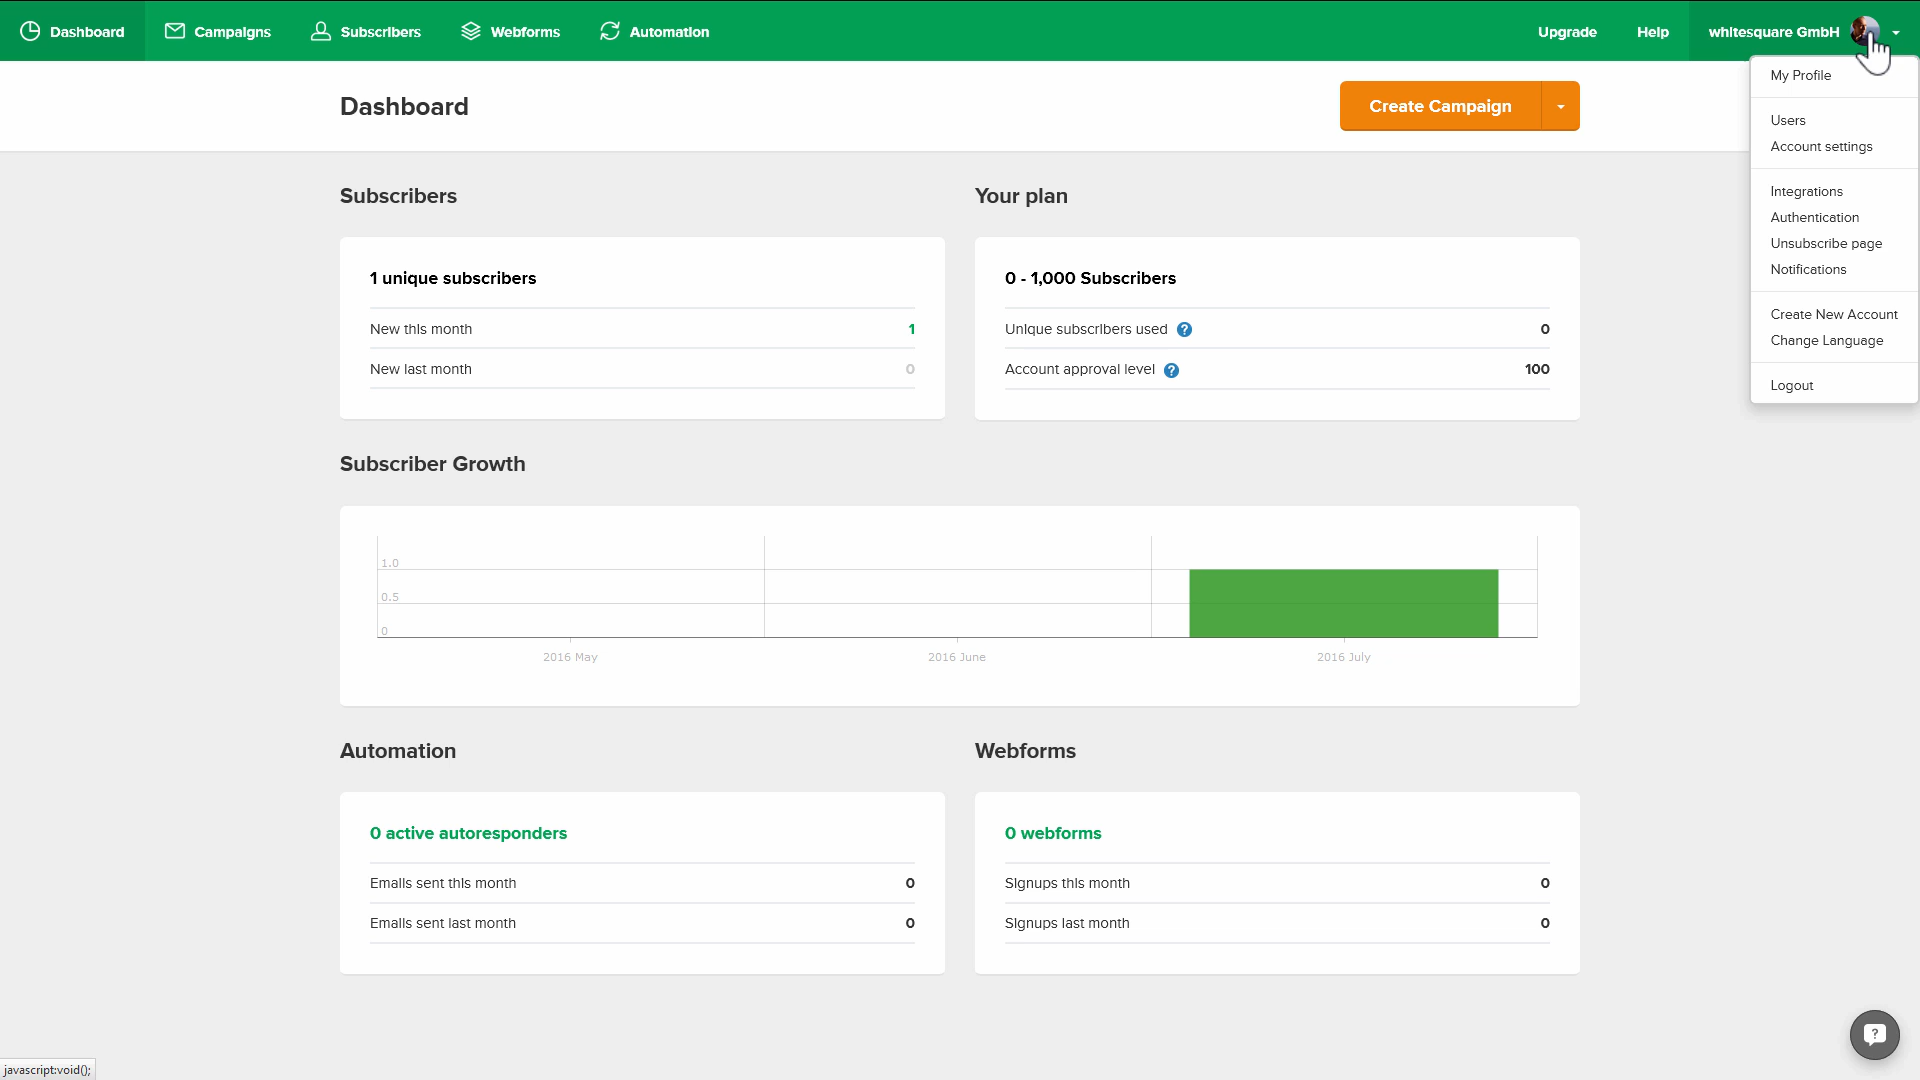 Dashboard
Campaigns
Subscribers
Webforms
Automation
Upgrade
Help
whitesquare GmbH
My Profile
Users
Account settings
Integrations
Authentication
Unsubscribe page
Notifications
Create New Account
Change Language
Logout
Dashboard
Create Campaign
Subscribers
1 unique subscribers
New this month 1
New last month 0
Your plan
0 - 1,000 Subscribers
Unique subscribers used ? 0
Account approval level ? 100
Subscriber Growth
1.0
0.5
0
2016 May
2016 June
2016 July
Automation
0 active autoresponders
Emails sent this month 0
Emails sent last month 0
Webforms
0 webforms
Signups this month 0
Signups last month 0
?
javascript:void();